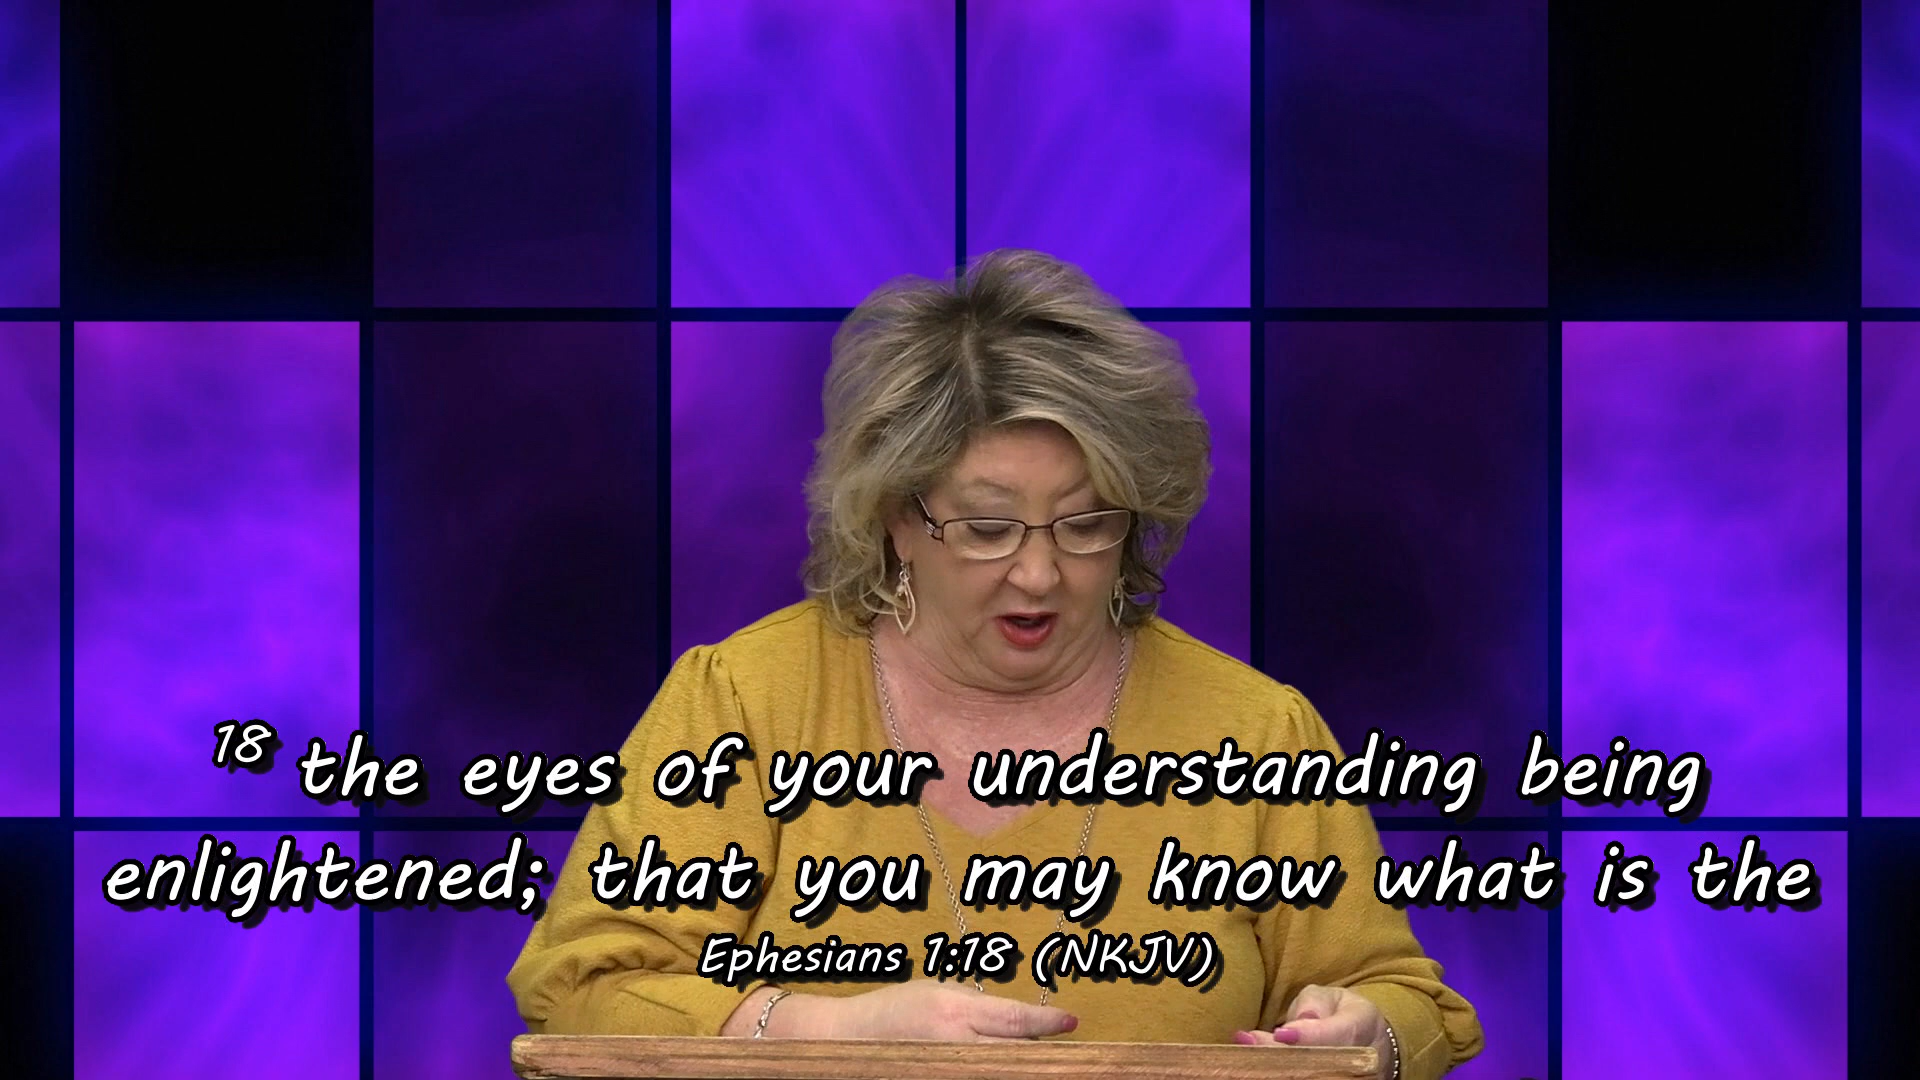 18 the eyes of your understanding being
enlightened; that you may know what is the
Ephesians 1:18 (NKJV)